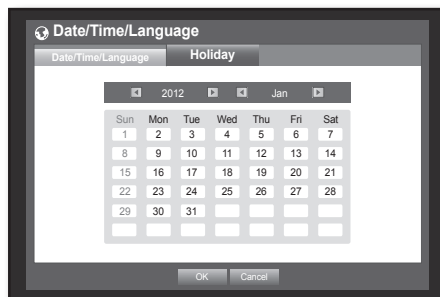 Date/Time/Language
Date/Time/Language Holiday
2012 Jan
Sun Mon Tue Wed Thu Fri Sat
1 2 3 4 5 6 7
8 9 10 11 12 13 14
15 16 17 18 19 20 21
22 23 24 25 26 27 28
29 30 31
OK Cancel